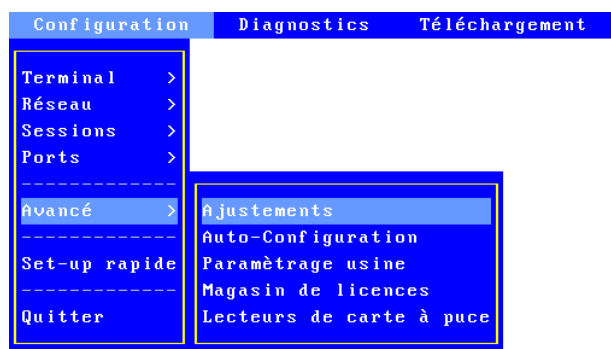 Configuration Diagnostics Téléchargement
Terminal >
Réseau >
Sessions >
Ports >
-------------
Avancé >
-------------
Set-up rapide
-------------
Quitter
Ajustements
Auto-Configuration
Paramètrage usine
Magasin de licences
Lecteurs de carte à puce